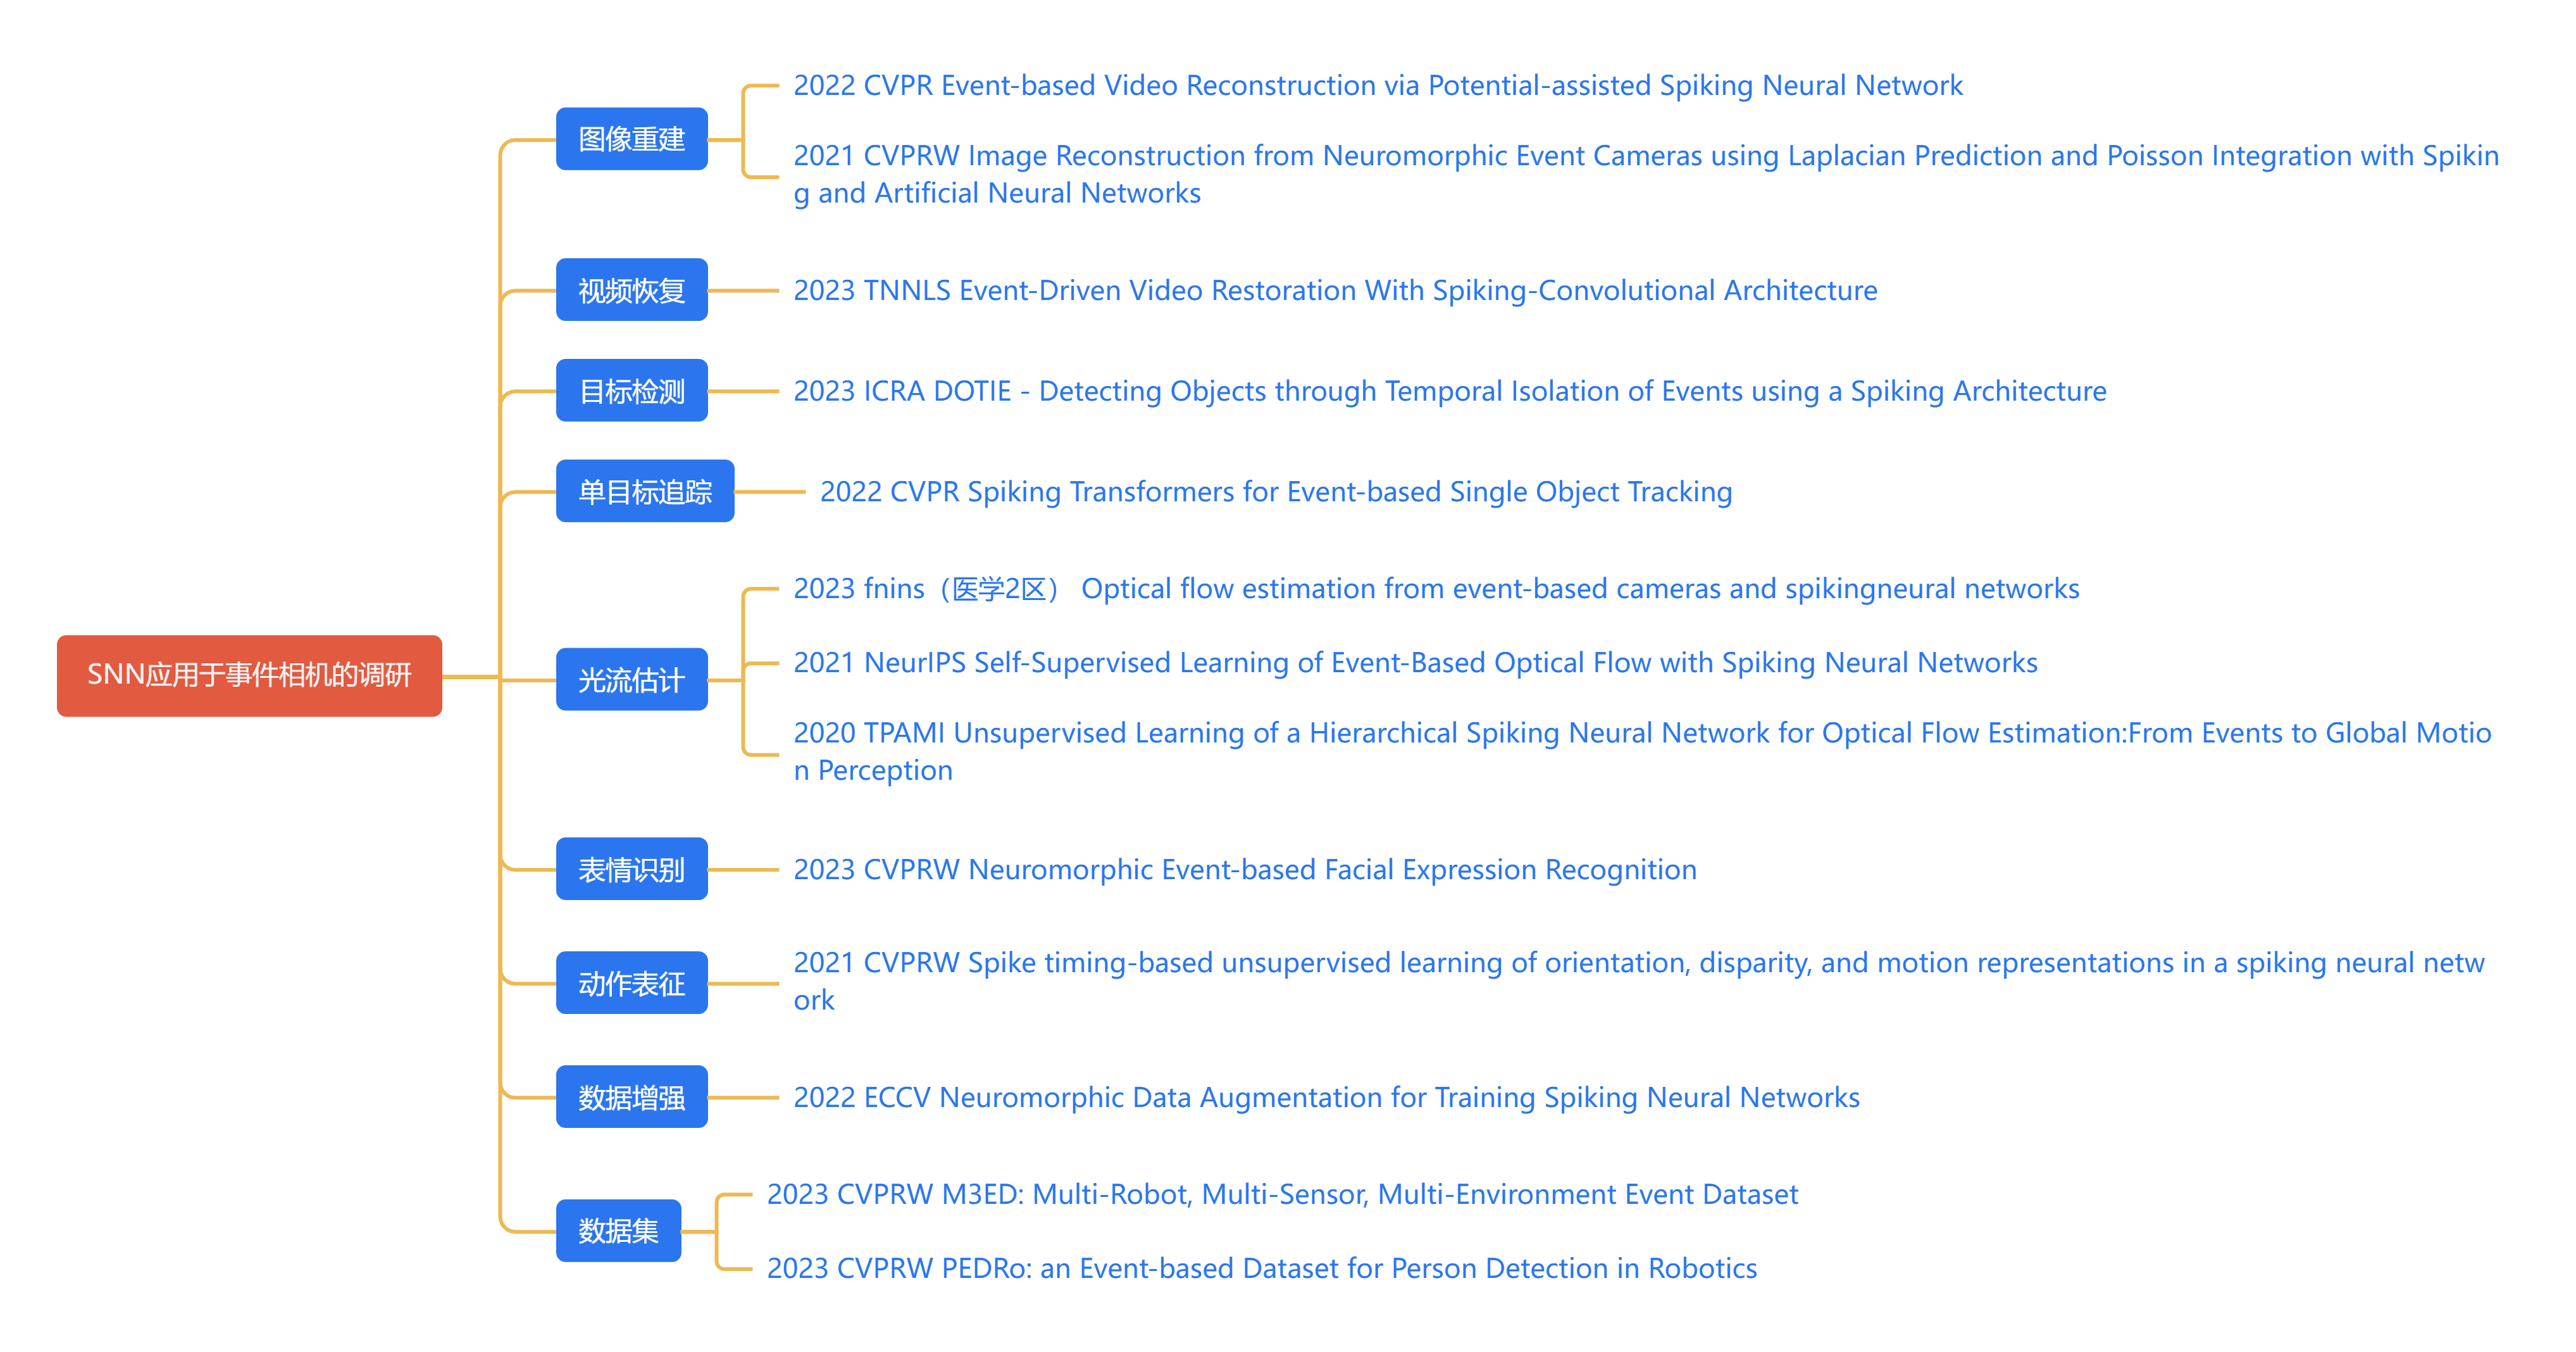 SNN应用于事件相机的调研
图像重建
2022 CVPR Event-based Video Reconstruction via Potential-assisted Spiking Neural Network
2021 CVPRW Image Reconstruction from Neuromorphic Event Cameras using Laplacian Prediction and Poisson Integration with Spikin
g and Artificial Neural Networks
视频恢复
2023 TNNLS Event-Driven Video Restoration With Spiking-Convolutional Architecture
目标检测
2023 ICRA DOTIE - Detecting Objects through Temporal Isolation of Events using a Spiking Architecture
单目标追踪
2022 CVPR Spiking Transformers for Event-based Single Object Tracking
光流估计
2023 fnins（医学2区） Optical flow estimation from event-based cameras and spikingneural networks
2021 NeurIPS Self-Supervised Learning of Event-Based Optical Flow with Spiking Neural Networks
2020 TPAMI Unsupervised Learning of a Hierarchical Spiking Neural Network for Optical Flow Estimation:From Events to Global Motio
n Perception
表情识别
2023 CVPRW Neuromorphic Event-based Facial Expression Recognition
动作表征
2021 CVPRW Spike timing-based unsupervised learning of orientation, disparity, and motion representations in a spiking neural netw
ork
数据增强
2022 ECCV Neuromorphic Data Augmentation for Training Spiking Neural Networks
数据集
2023 CVPRW M3ED: Multi-Robot, Multi-Sensor, Multi-Environment Event Dataset
2023 CVPRW PEDRo: an Event-based Dataset for Person Detection in Robotics